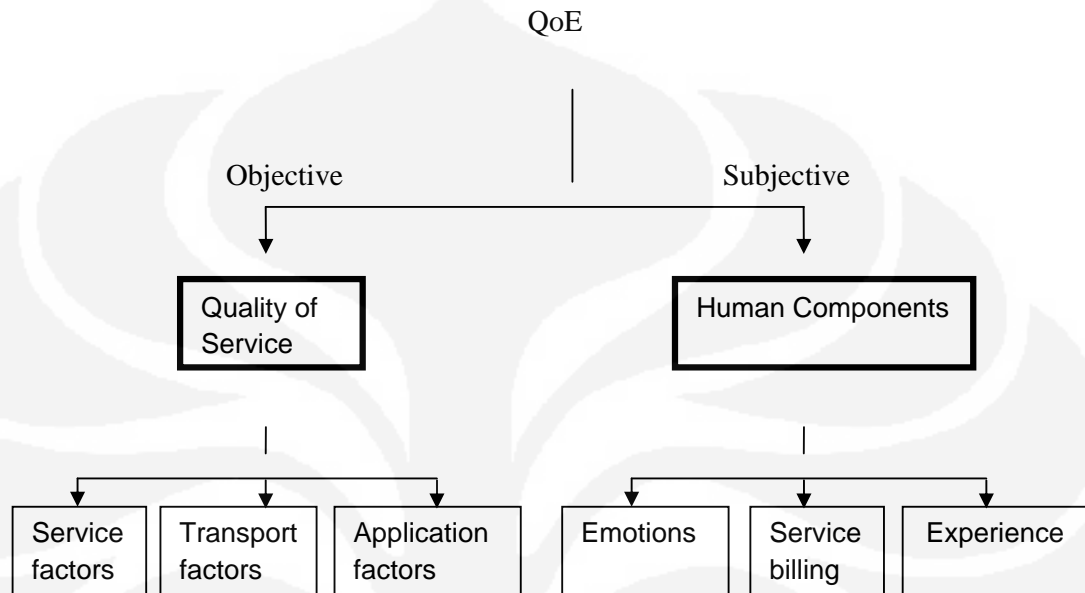 QoE
Objective
Subjective
Quality of
Service
Human Components
Service
factors
Transport
factors
Application
factors
Emotions
Service
billing
Experience